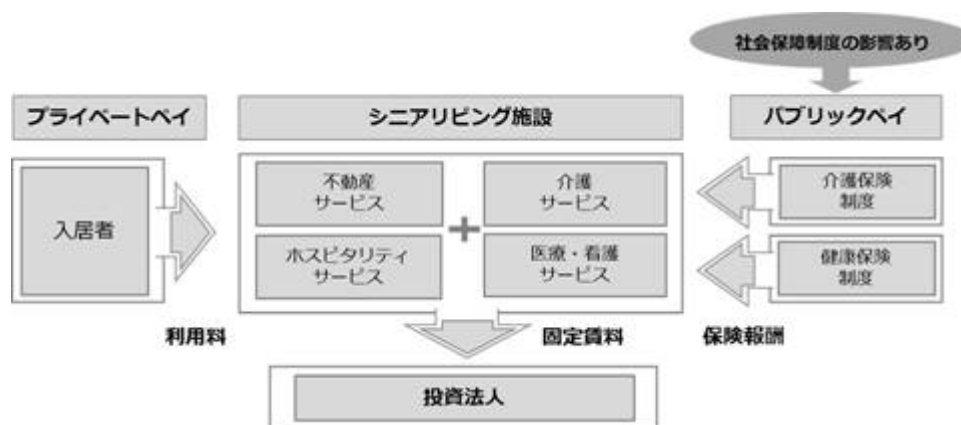 社会保障制度の影響あり
プライベートペイ
シニアリビング施設
パブリックペイ
入居者
不動産
サービス
介護
サービス
ホスピタリティ
サービス
医療・看護
サービス
介護保険
制度
健康保険
制度
利用料
固定賃料
保険報酬
投資法人